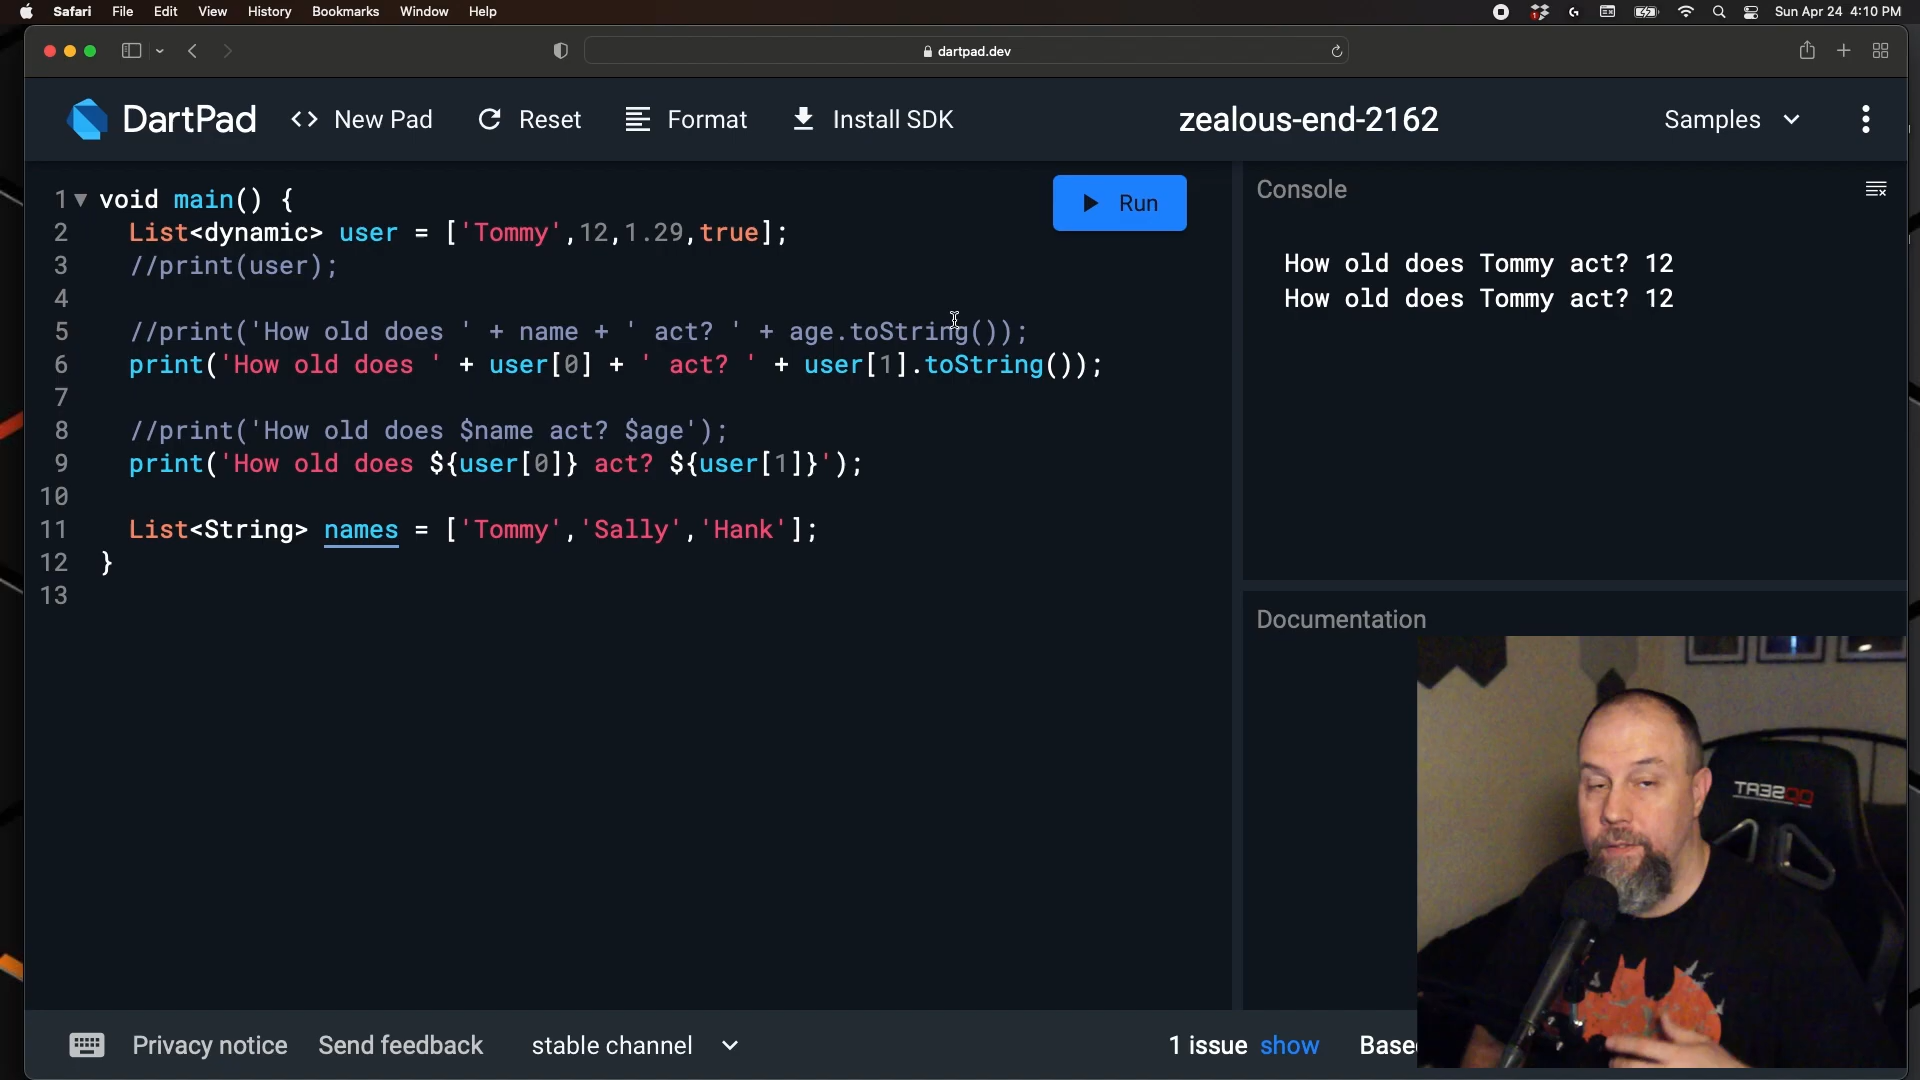 Safari File Edit View History Bookmarks Window Help Sun Apr 24 4:10 PM
dartpad.dev
DartPad <> New Pad Reset Format Install SDK zealous-end-2162 Samples
Run
Console
1 void main() {
2 List<dynamic> user = ['Tommy',12,1.29,true];
3 //print(user);
4
5 //print('How old does ' + name + ' act? ' + age.toString());
6 print('How old does ' + user[0] + ' act? ' + user[1].toString());
7
8 //print('How old does $name act? $age');
9 print('How old does ${user[0]} act? ${user[1]}');
10
11 List<String> names = ['Tommy','Sally','Hank'];
12 }
13
How old does Tommy act? 12
How old does Tommy act? 12
Documentation
Privacy notice Send feedback stable channel 1 issue show Base